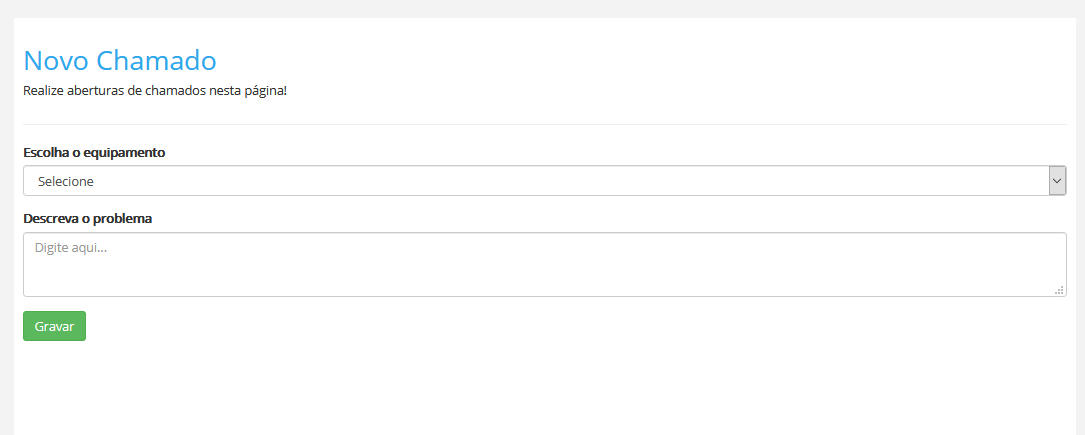 Novo Chamado
Realize aberturas de chamados nesta página!
Escolha o equipamento
Selecione
Descreva o problema
Digite aqui...
Gravar